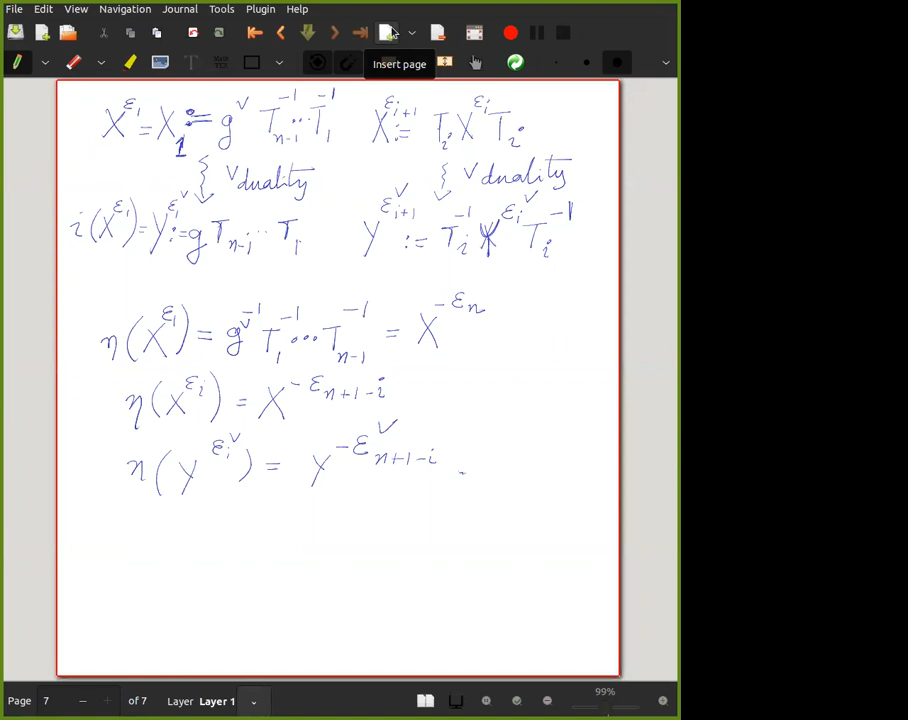 File Edit View Navigation Journal Tools Plugin Help
Insert page
X^{ε_1} = X_1 := g^∨ T_{n-1}^{-1} ... T_1^{-1}    X^{ε_{i+1}} := T_i X^{ε_i} T_i
∨ duality    ∨ duality
i(X^{ε_1}) = Y^{ε_1^∨} := g T_{n-1} ... T_1    Y^{ε_{i+1}^∨} := T_i^{-1} Y^{ε_i^∨} T_i^{-1}
η(X^{ε_1}) = g^{∨ -1} T_1^{-1} ... T_{n-1}^{-1} = X^{-ε_n}
η(X^{ε_i}) = X^{-ε_{n+1-i}}
η(Y^{ε_i^∨}) = Y^{-ε_{n+1-i}^∨} .
Page 7 − + of 7 Layer Layer 1 99%